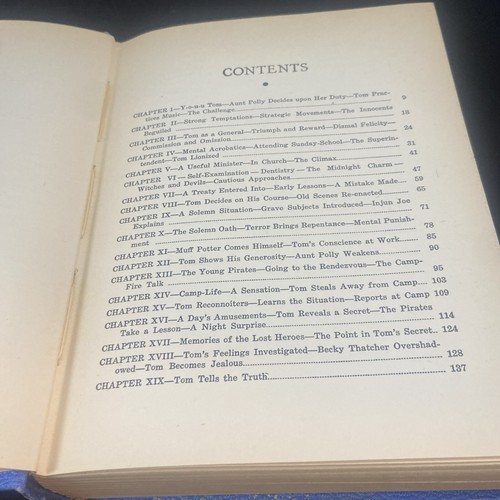 CONTENTS
CHAPTER I—Y-o-u-u Tom—Aunt Polly Decides upon Her Duty—Tom Prac-
tices Music—The Challenge 9
CHAPTER II—Strong Temptations—Strategic Movements—The Innocents
Beguiled 18
CHAPTER III—Tom as a General—Triumph and Reward—Dismal Felicity—
Commission and Omission 24
CHAPTER IV—Mental Acrobatics—Attending Sunday-School—The Superin-
tendent—Tom Lionized 31
CHAPTER V—A Useful Minister—In Church—The Climax 41
CHAPTER VI—Self-Examination—Dentistry—The Midnight Charm—
Witches and Devils—Cautious Approaches 47
CHAPTER VII—A Treaty Entered Into—Early Lessons—A Mistake Made 59
CHAPTER VIII—Tom Decides on His Course—Old Scenes Re-enacted 65
CHAPTER IX—A Solemn Situation—Grave Subjects Introduced—Injun Joe
Explains 71
CHAPTER X—The Solemn Oath—Terror Brings Repentance—Mental Punish-
ment 78
CHAPTER XI—Muff Potter Comes Himself—Tom's Conscience at Work 85
CHAPTER XII—Tom Shows His Generosity—Aunt Polly Weakens 90
CHAPTER XIII—The Young Pirates—Going to the Rendezvous—The Camp-
Fire Talk 95
CHAPTER XIV—Camp-Life—A Sensation—Tom Steals Away from Camp 103
CHAPTER XV—Tom Reconnoiters—Learns the Situation—Reports at Camp 109
CHAPTER XVI—A Day's Amusements—Tom Reveals a Secret—The Pirates
Take a Lesson—A Night Surprise 114
CHAPTER XVII—Memories of the Lost Heroes—The Point in Tom's Secret 124
CHAPTER XVIII—Tom's Feelings Investigated—Becky Thatcher Overshad-
owed—Tom Becomes Jealous 128
CHAPTER XIX—Tom Tells the Truth 137